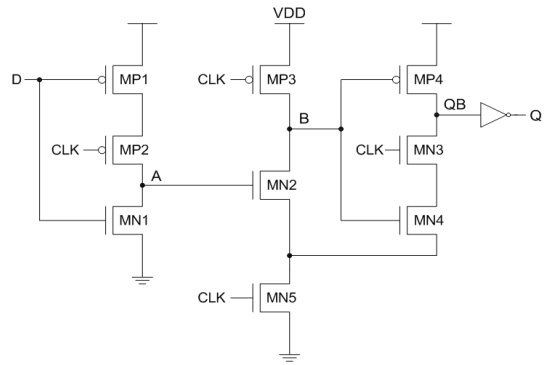 VDD
D MP1 CLK MP3 MP4
B QB Q
CLK MP2 CLK MN3
A MN2
MN1 MN4
CLK MN5